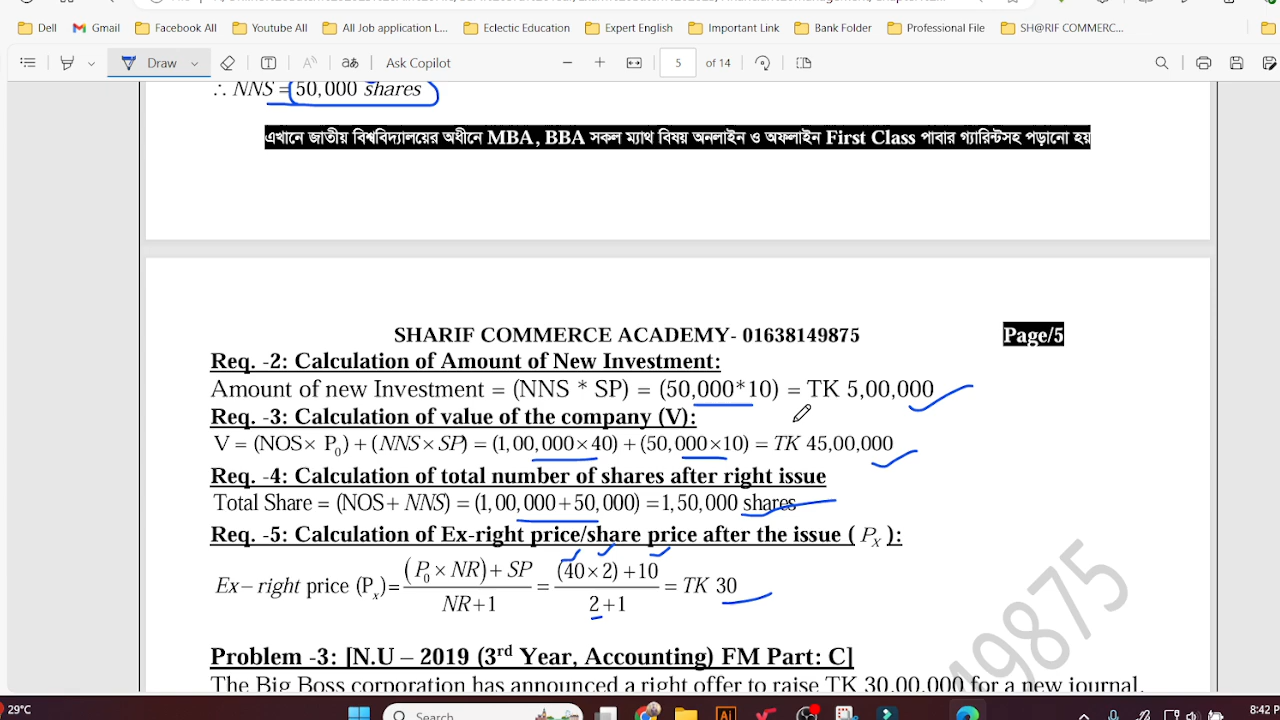 Dell Gmail Facebook All Youtube All All Job application L... Eclectic Education Expert English Important Link Bank Folder Professional File SH@RIF COMMERC...
Draw Ask Copilot 5 of 14
∴ NNS = 50,000 shares
এখানে জাতীয় বিশ্ববিদ্যালয়ের অধীনে MBA, BBA সকল ম্যাথ বিষয় অনলাইন ও অফলাইন First Class পাবার গ্যারিন্টসহ পড়ানো হয়
SHARIF COMMERCE ACADEMY- 01638149875 Page/5
Req. -2: Calculation of Amount of New Investment:
Amount of new Investment = (NNS * SP) = (50,000*10) = TK 5,00,000
Req. -3: Calculation of value of the company (V):
V = (NOS× P₀) + (NNS × SP) = (1,00,000×40) + (50,000×10) = TK 45,00,000
Req. -4: Calculation of total number of shares after right issue
Total Share = (NOS + NNS) = (1,00,000+50,000) = 1,50,000 shares
Req. -5: Calculation of Ex-right price/share price after the issue ( Pₓ ):
Ex – right price (Pₓ)= (P₀ × NR) + SP / NR + 1 = (40×2) +10 / 2 +1 = TK 30
Problem -3: [N.U – 2019 (3rd Year, Accounting) FM Part: C]
The Big Boss corporation has announced a right offer to raise TK 30,00,000 for a new journal,
49875
29°C Search 8:42 P